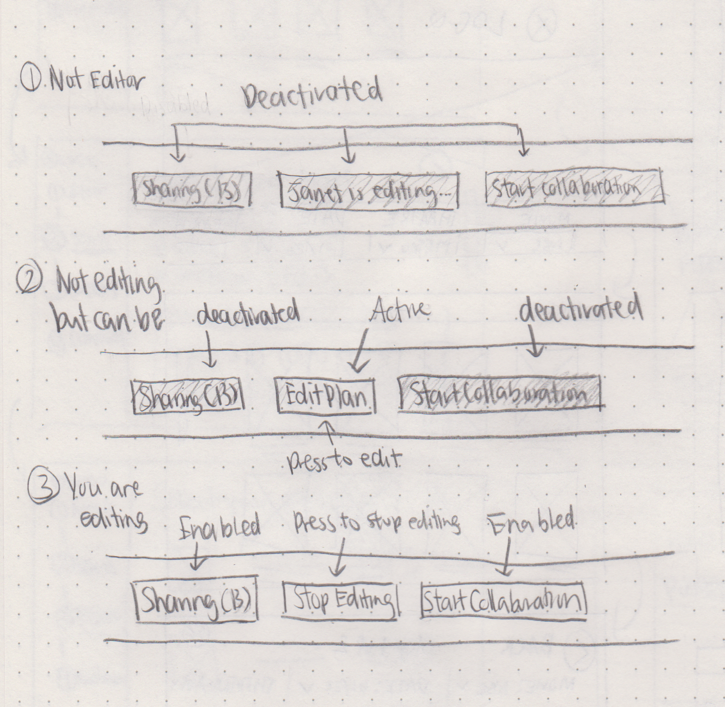 ① Not Editor
Deactivated
Sharing (13)
Janet is editing...
Start collaboration
② Not editing
but can be
deactivated
Active
deactivated
Sharing (13)
Edit Plan
Start Collaboration
press to edit
③ You are
editing
Enabled
Press to stop editing
Enabled
Sharing (13)
Stop Editing
Start Collaboration